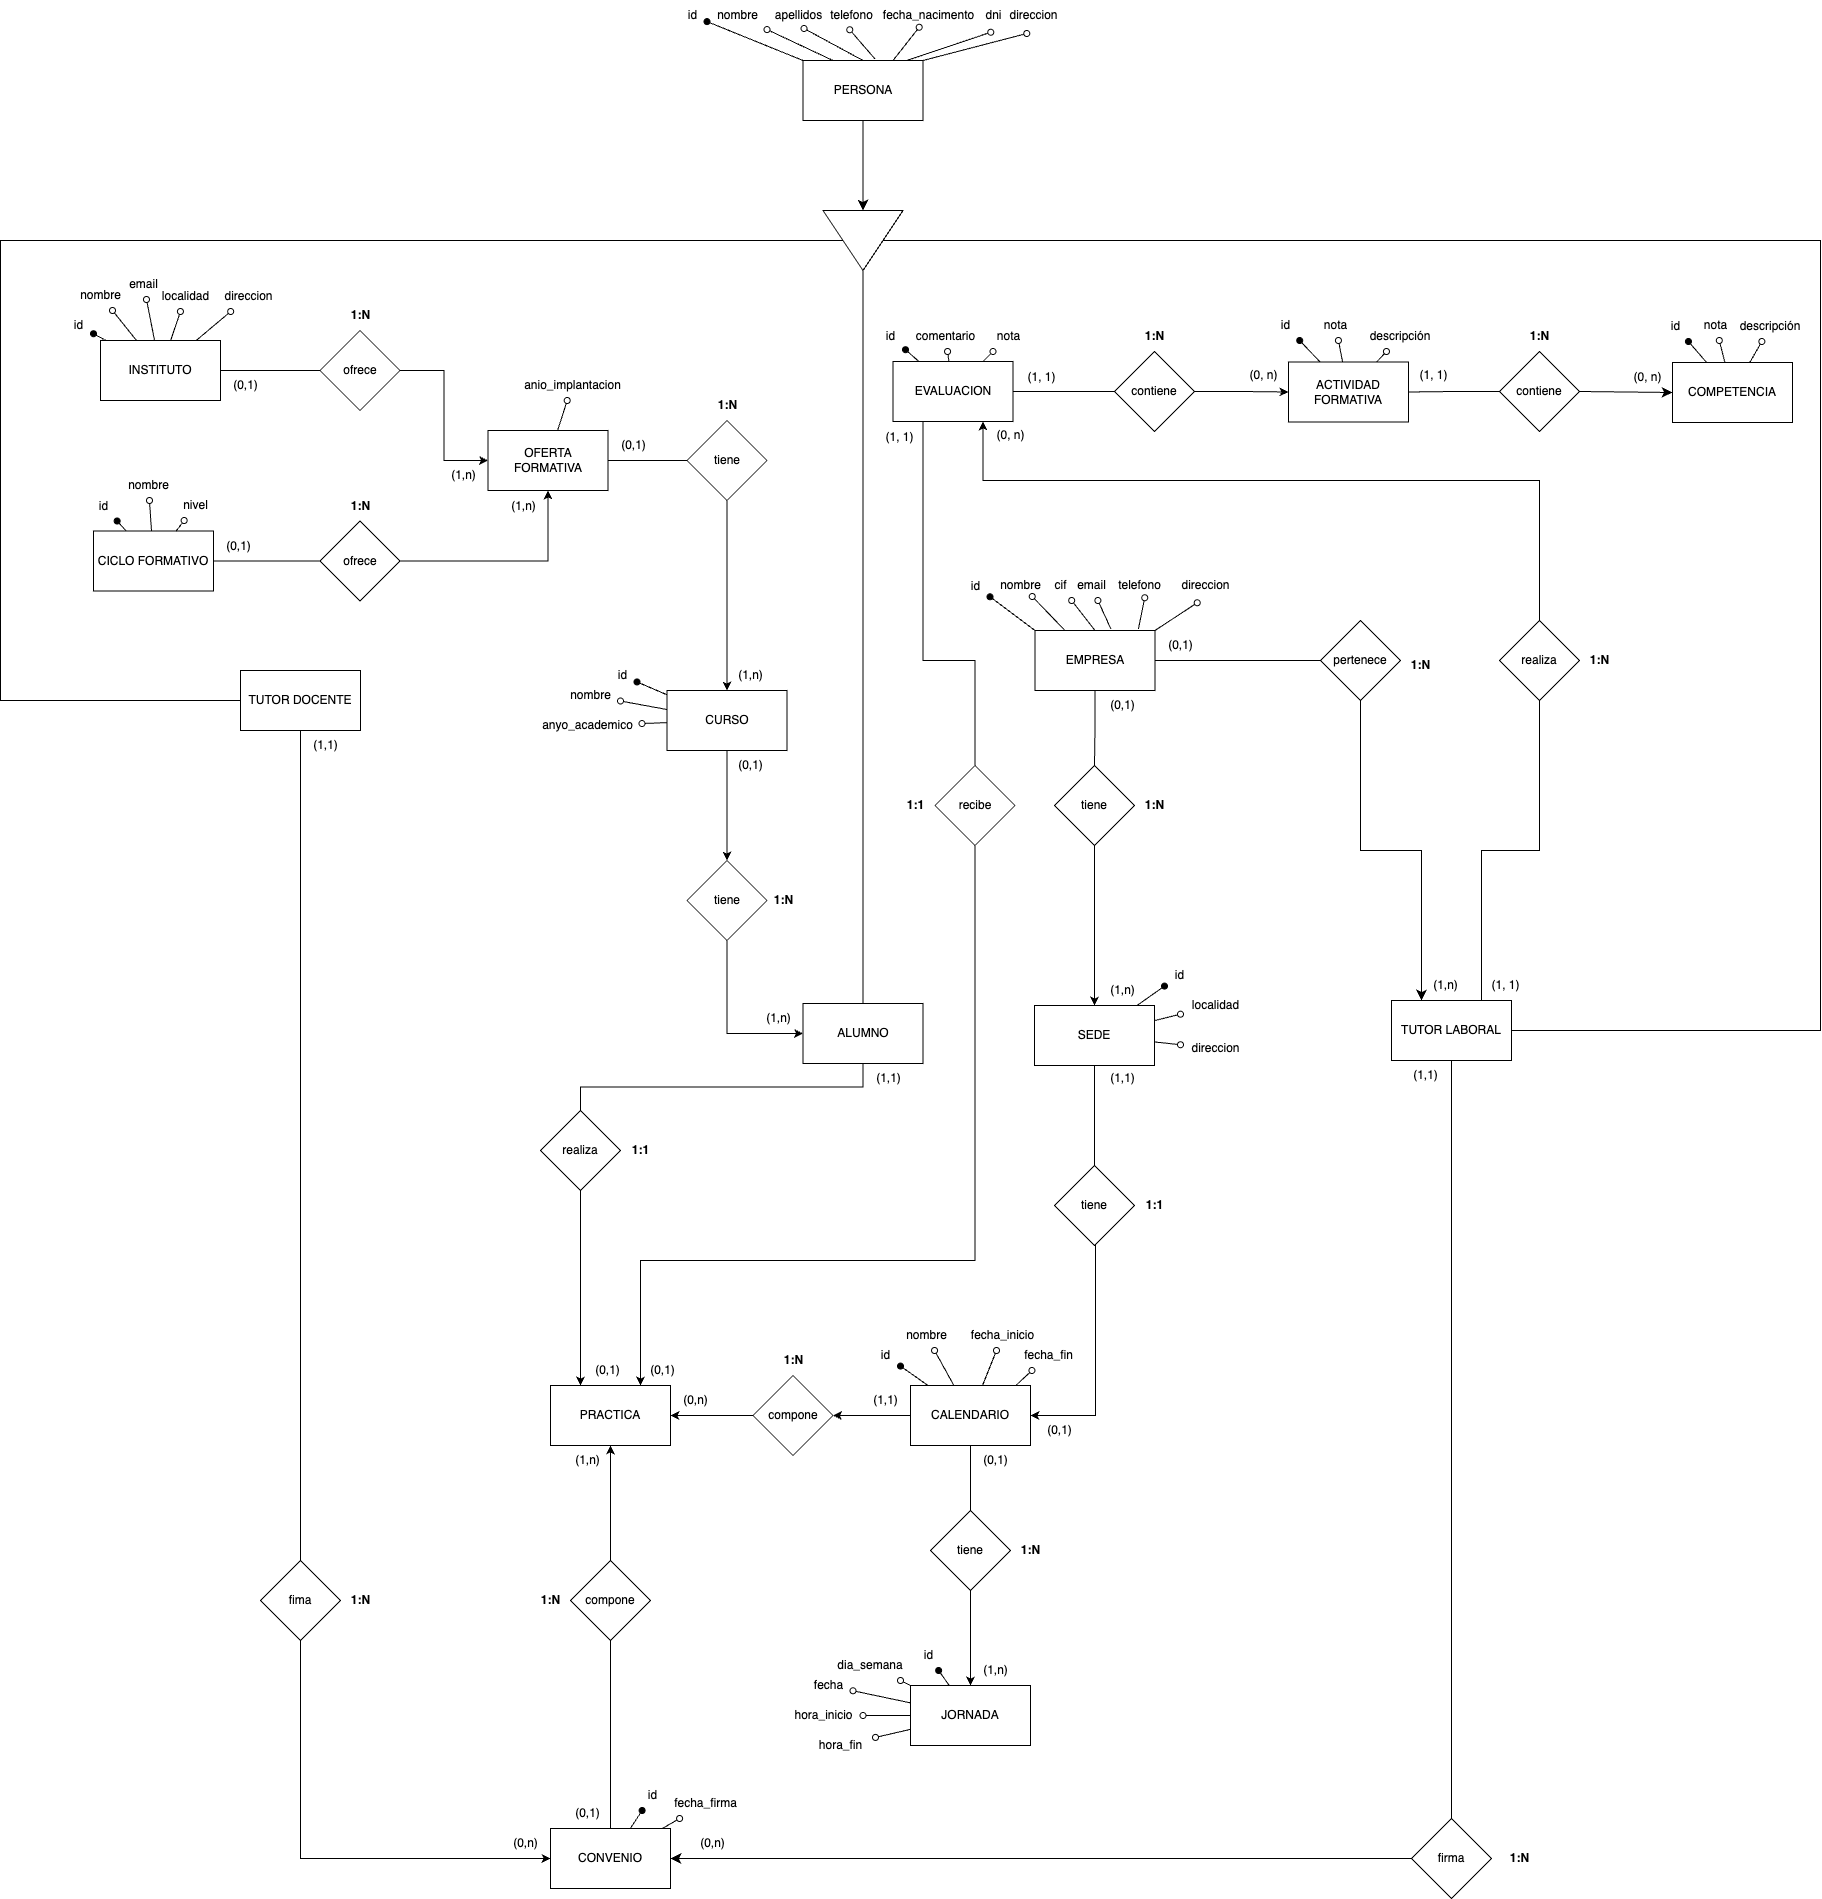 id
nombre
apellidos
telefono
fecha_nacimento
dni
direccion
PERSONA
id
nombre
email
localidad
direccion
INSTITUTO
(0,1)
1:N
ofrece
(1,n)
anio_implantacion
OFERTA
FORMATIVA
(0,1)
(1,n)
1:N
tiene
id
nombre
nivel
CICLO FORMATIVO
(0,1)
1:N
ofrece
id
comentario
nota
EVALUACION
(1, 1)
(1, 1)
(0, n)
1:N
contiene
(0, n)
id
nota
descripción
ACTIVIDAD
FORMATIVA
(1, 1)
1:N
contiene
(0, n)
id
nota
descripción
COMPETENCIA
id
nombre
cif
email
telefono
direccion
EMPRESA
(0,1)
(0,1)
pertenece
1:N
realiza
1:N
TUTOR DOCENTE
(1,1)
id
nombre
anyo_academico
(1,n)
CURSO
(0,1)
1:1
recibe
tiene
1:N
tiene
1:N
(1,n)
ALUMNO
(1,1)
(1,n)
id
localidad
direccion
SEDE
(1,1)
(1,n)
(1, 1)
TUTOR LABORAL
(1,1)
realiza
1:1
tiene
1:1
(0,1)
(0,1)
PRACTICA
(0,n)
(1,n)
1:N
compone
(1,1)
id
nombre
fecha_inicio
fecha_fin
CALENDARIO
(0,1)
(0,1)
tiene
1:N
fima
1:N
1:N
compone
(1,n)
id
dia_semana
fecha
hora_inicio
hora_fin
JORNADA
(0,1)
id
fecha_firma
(0,n)
CONVENIO
(0,n)
firma
1:N